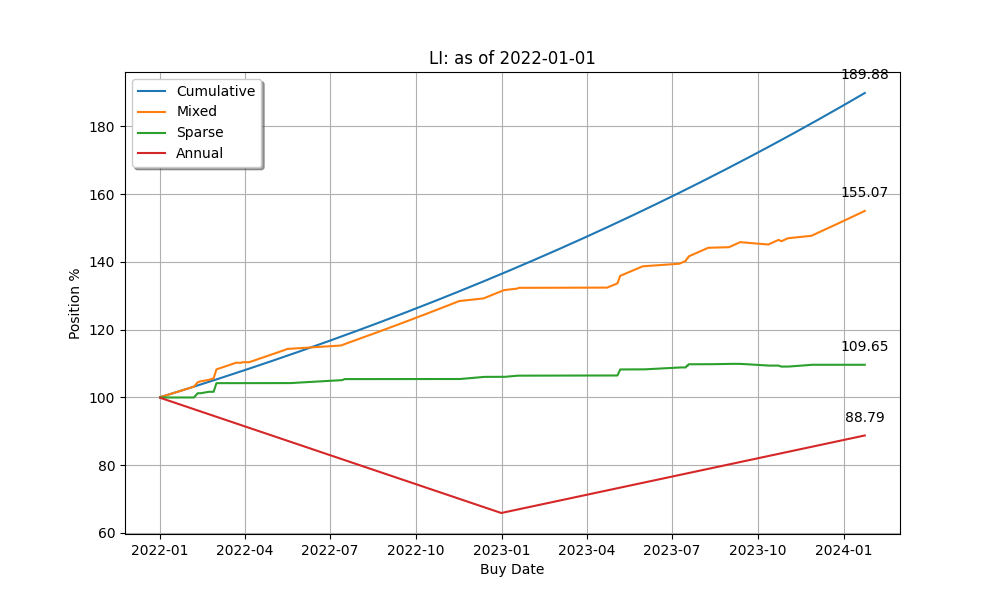 LI: as of 2022-01-01
Cumulative
Mixed
Sparse
Annual
189.88
155.07
109.65
88.79
Position %
180
160
140
120
100
80
60
2022-01 2022-04 2022-07 2022-10 2023-01 2023-04 2023-07 2023-10 2024-01
Buy Date